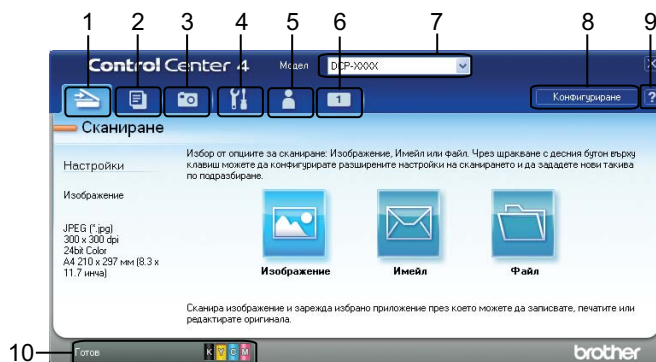 1 2 3 4 5 6 7 8 9
Control Center 4 Модел DCP-XXXX
1 Конфигуриране ?
Сканиране
Настройки
Изображение
JPEG (*.jpg)
300 x 300 dpi
24bit Color
A4 210 x 297 мм (8.3 x
11.7 инча)
Избор от опциите за сканиране: Изображение, Имейл или Файл. Чрез щракване с десния бутон върху
клавиш можете да конфигурирате разширените настройки на сканирането и да зададете нови такива
по подразбиране.
Изображение Имейл Файл
Сканира изображение и зарежда избрано приложение през което можете да записвате, печатите или
редактирате оригинала.
10 Готов K Y C M brother